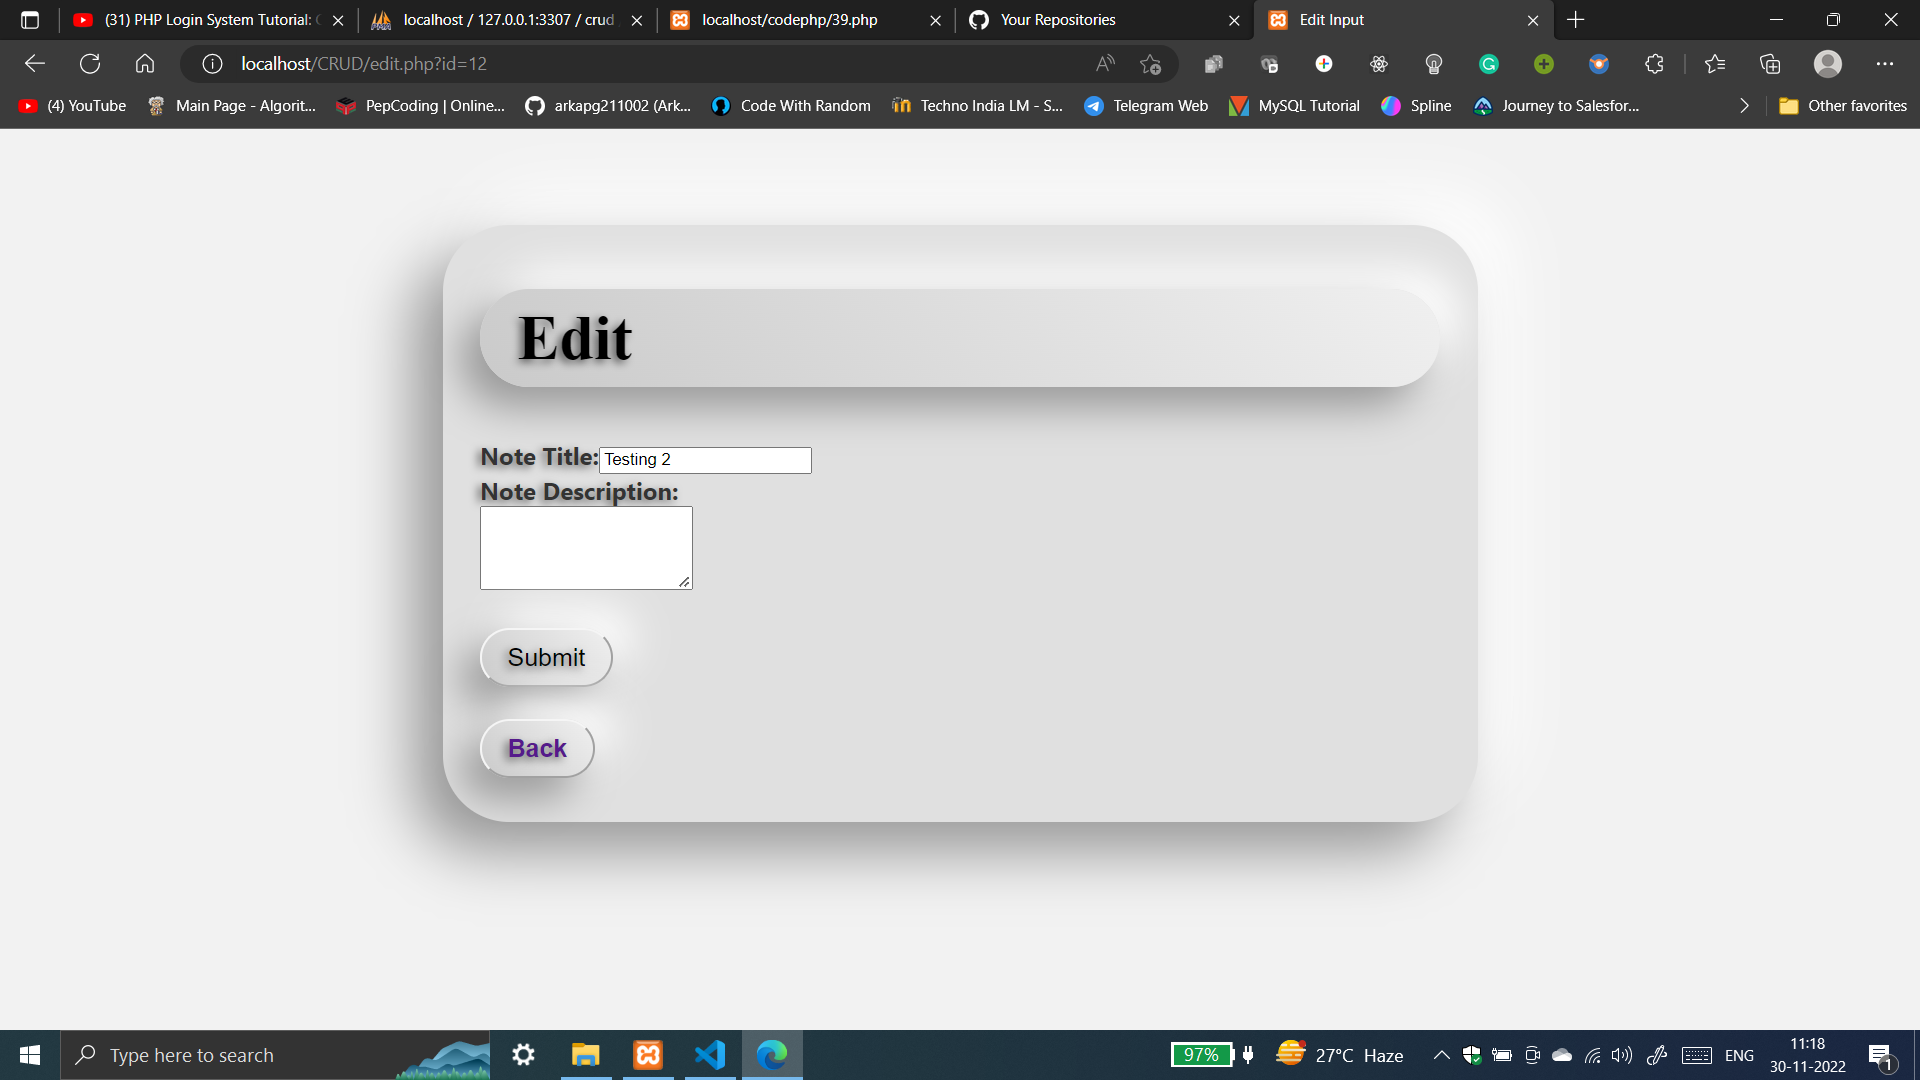 (31) PHP Login System Tutorial:
localhost / 127.0.0.1:3307 / crud
localhost/codephp/39.php
Your Repositories
Edit Input
localhost/CRUD/edit.php?id=12
(4) YouTube
Main Page - Algorit...
PepCoding | Online...
arkapg211002 (Ark...
Code With Random
Techno India LM - S...
Telegram Web
MySQL Tutorial
Spline
Journey to Salesfor...
Other favorites
Edit
Note Title: Testing 2
Note Description:
Submit
Back
Type here to search
97%
27°C Haze
ENG
11:18
30-11-2022
1